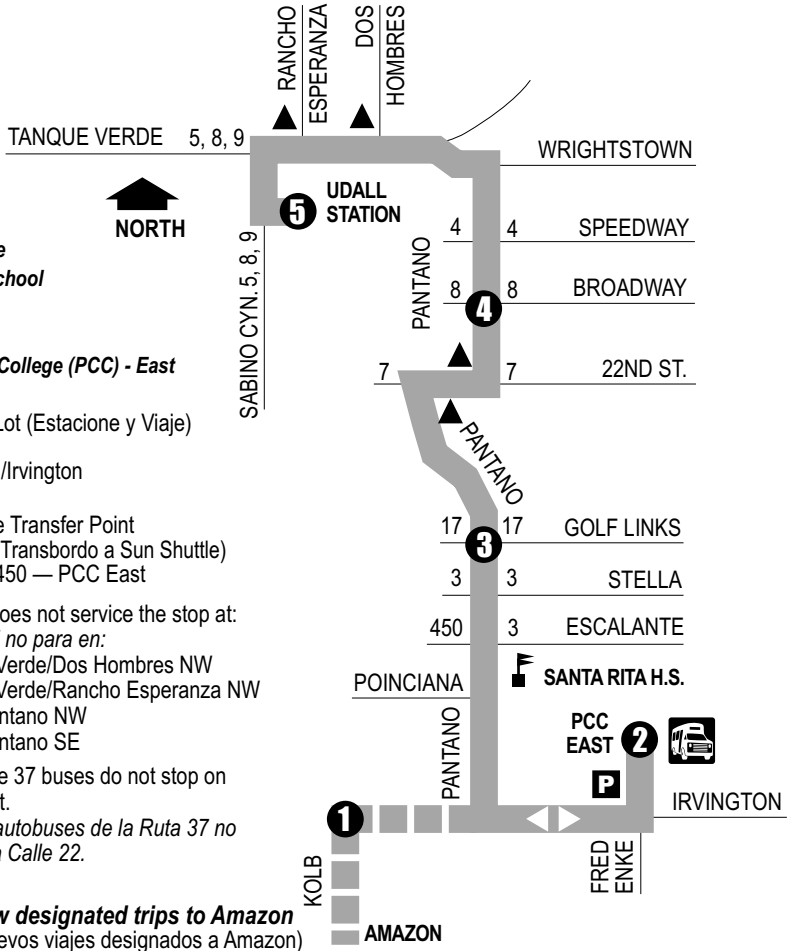 RANCHO
ESPERANZA
DOS
HOMBRES
TANQUE VERDE 5, 8, 9
WRIGHTSTOWN
NORTH
5
UDALL
STATION
SABINO CYN. 5, 8, 9
PANTANO
4 4 SPEEDWAY
8 8 BROADWAY
4
7 7 22ND ST.
PANTANO
17 17 GOLF LINKS
3
3 3 STELLA
450 3 ESCALANTE
SANTA RITA H.S.
POINCIANA
PANTANO
PCC
EAST
2
P
IRVINGTON
FRED
ENKE
1
KOLB
AMAZON
e
chool
College (PCC) - East
Lot (Estacione y Viaje)
/Irvington
e Transfer Point
Transbordo a Sun Shuttle)
450 — PCC East
oes not service the stop at:
no para en:
Verde/Dos Hombres NW
Verde/Rancho Esperanza NW
ntano NW
ntano SE
e 37 buses do not stop on
t.
autobuses de la Ruta 37 no
Calle 22.
w designated trips to Amazon
evos viajes designados a Amazon)